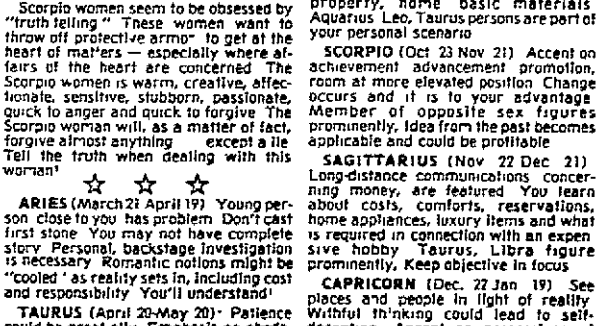 Scorpio women seem to be obsessed by
"truth telling" These women want to
throw off protective armor to get at the
heart of matters — especially where af-
fairs of the heart are concerned The
Scorpio women is warm, creative, affec-
tionate, sensitive, stubborn, passionate,
quick to anger and quick to forgive The
Scorpio woman will, as a matter of fact,
forgive almost anything except a lie
Tell the truth when dealing with this
woman!
☆ ☆ ☆
ARIES (March 21 April 19) Young per-
son close to you has problem Don't cast
first stone You may not have complete
story Personal, backstage investigation
is necessary Romantic notions might be
"cooled' as reality sets in, including cost
and responsibility You'll understand!
TAURUS (April 20-May 20)· Patience
property, home basic materials
Aquarius Leo, Taurus persons are part of
your personal scenario
SCORPIO (Oct 23 Nov 21) Accent on
achievement advancement promotion,
room at more elevated position Change
occurs and it is to your advantage
Member of opposite sex figures
prominently, Idea from the past becomes
applicable and could be profitable
SAGITTARIUS (Nov 22 Dec 21)
Long-distance communications concer-
ning money, are featured You learn
about costs, comforts, reservations,
home appliances, luxury items and what
is required in connection with an expen
sive hobby Taurus, Libra figure
prominently, Keep objective in focus
CAPRICORN (Dec. 22 Jan 19) See
places and people in light of reality
Wishful thinking could lead to self-